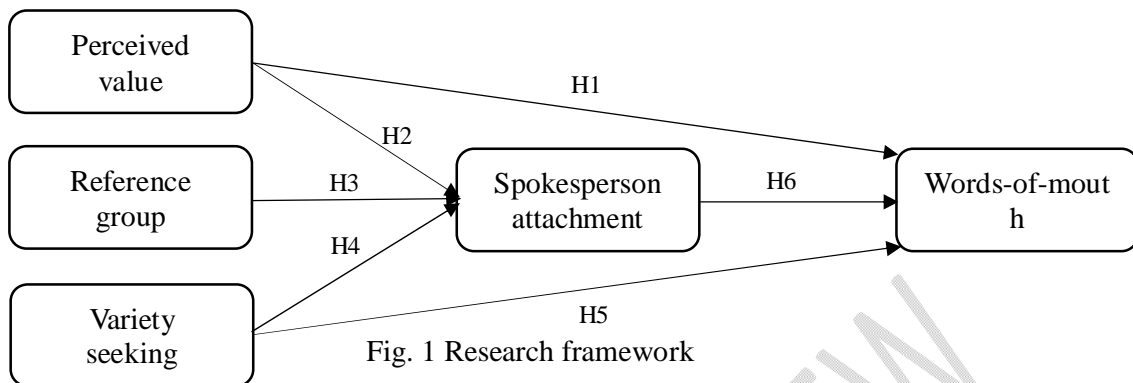 Perceived
value
H1
H2
Reference
group
H3
Spokesperson
attachment
H6
Words-of-mout
h
H4
Variety
seeking
H5
Fig. 1 Research framework